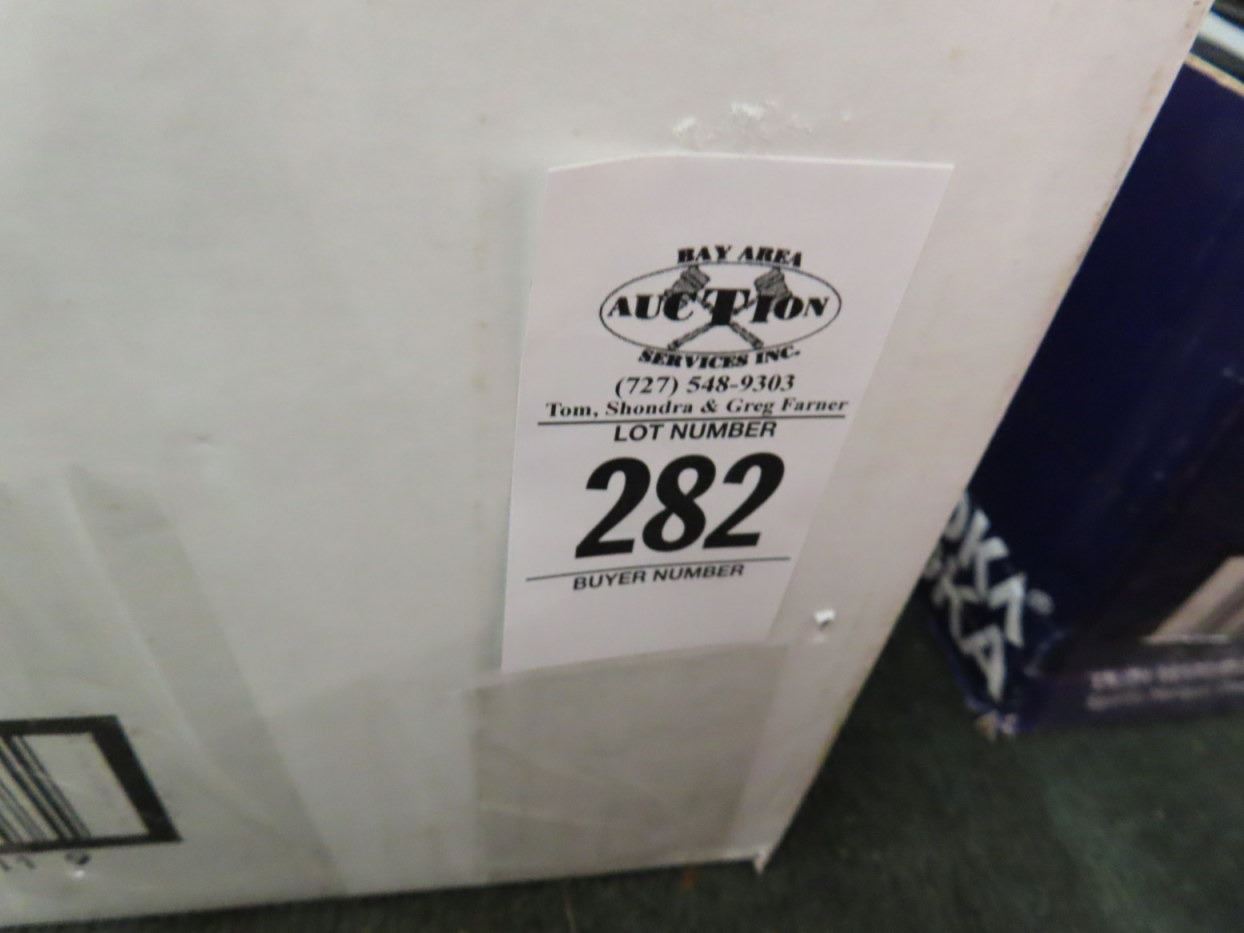 BAY AREA
AUCTION
SERVICES INC.
(727) 548-9303
Tom, Shondra & Greg Farner
LOT NUMBER
282
BUYER NUMBER